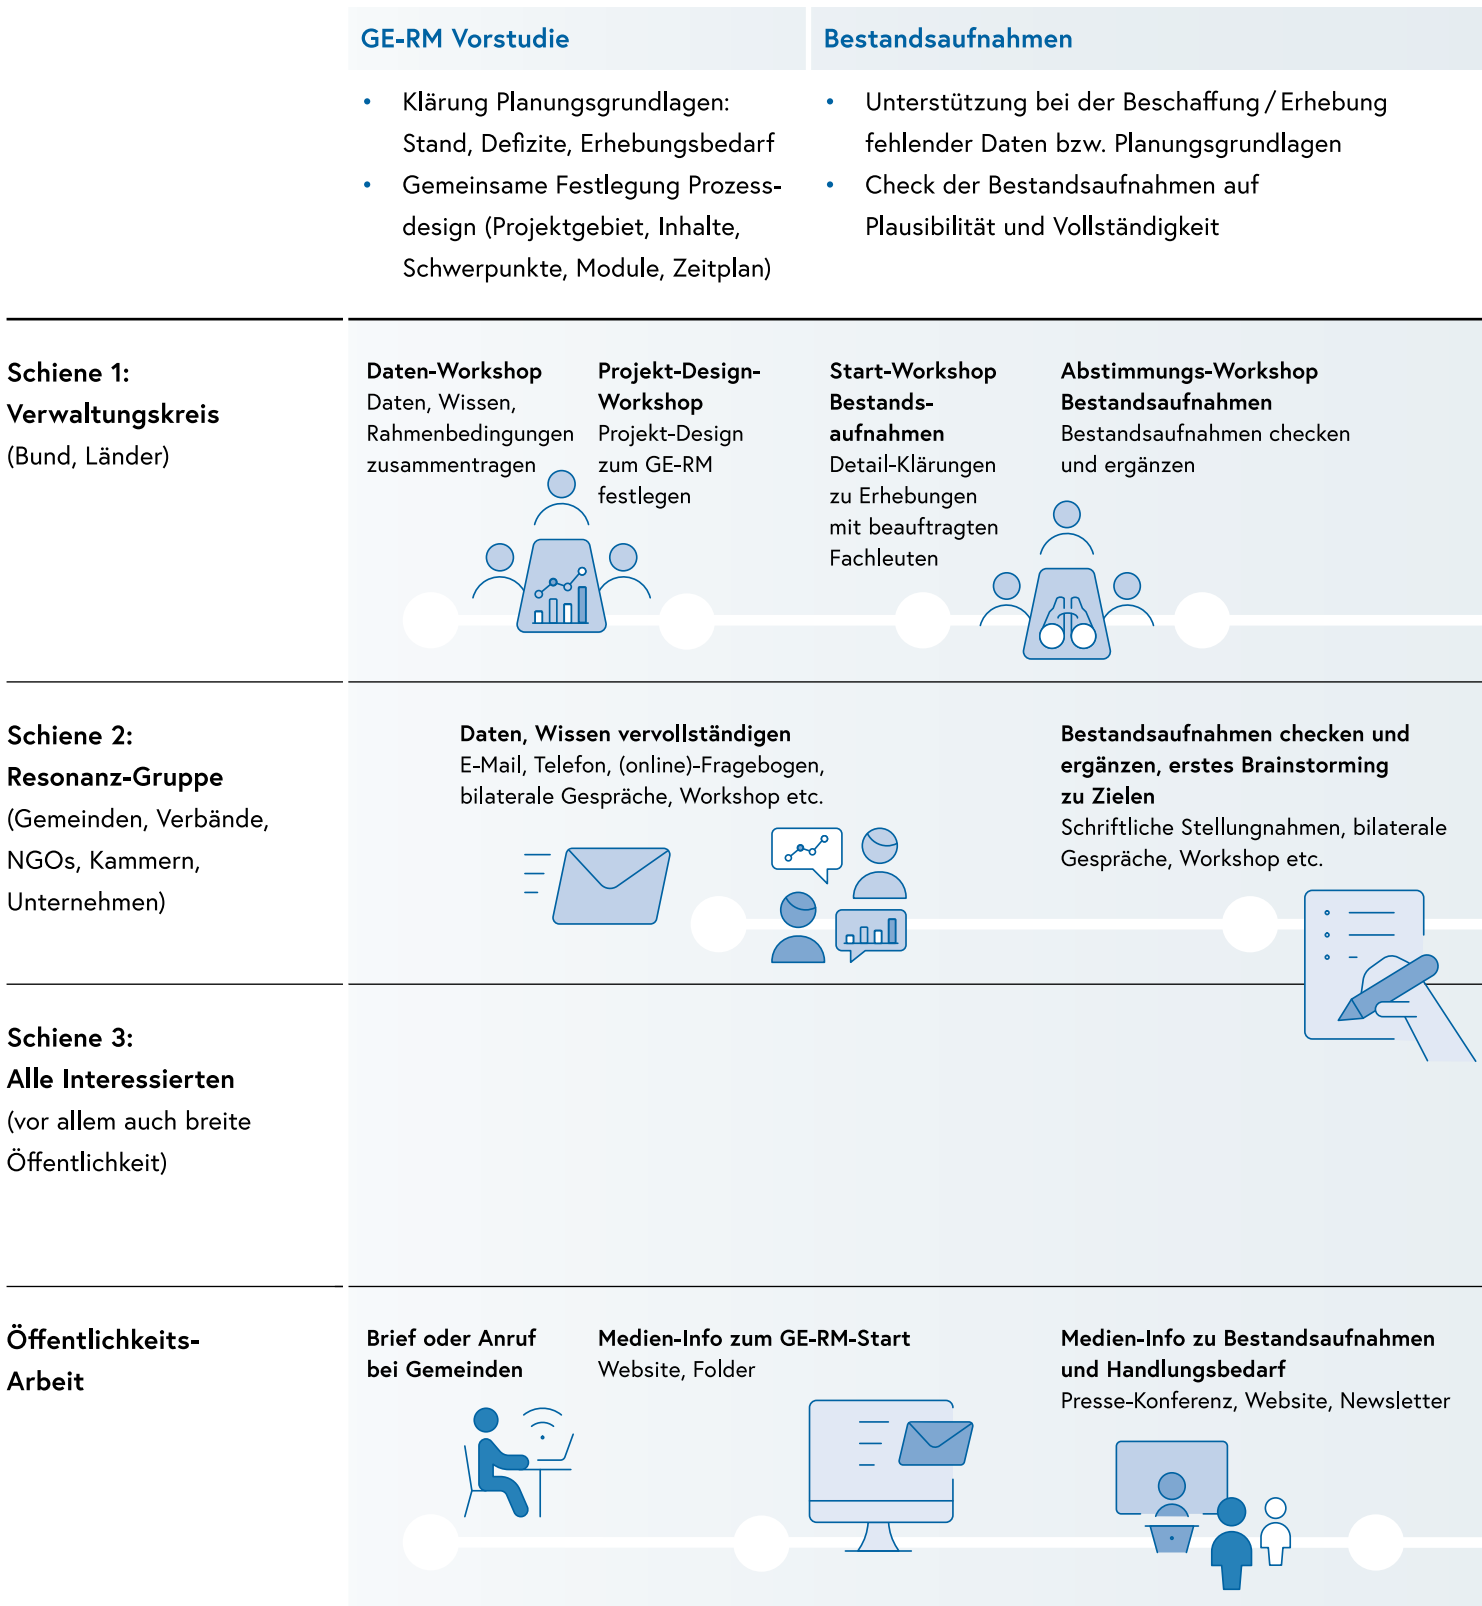 GE-RM Vorstudie
• Klärung Planungsgrundlagen:
Stand, Defizite, Erhebungsbedarf
• Gemeinsame Festlegung Prozess-
design (Projektgebiet, Inhalte,
Schwerpunkte, Module, Zeitplan)
Bestandsaufnahmen
• Unterstützung bei der Beschaffung / Erhebung
fehlender Daten bzw. Planungsgrundlagen
• Check der Bestandsaufnahmen auf
Plausibilität und Vollständigkeit
Schiene 1:
Verwaltungskreis
(Bund, Länder)
Daten-Workshop
Daten, Wissen,
Rahmenbedingungen
zusammentragen
Projekt-Design-
Workshop
Projekt-Design
zum GE-RM
festlegen
Start-Workshop
Bestands-
aufnahmen
Detail-Klärungen
zu Erhebungen
mit beauftragten
Fachleuten
Abstimmungs-Workshop
Bestandsaufnahmen
Bestandsaufnahmen checken
und ergänzen
Schiene 2:
Resonanz-Gruppe
(Gemeinden, Verbände,
NGOs, Kammern,
Unternehmen)
Daten, Wissen vervollständigen
E-Mail, Telefon, (online)-Fragebogen,
bilaterale Gespräche, Workshop etc.
Bestandsaufnahmen checken und
ergänzen, erstes Brainstorming
zu Zielen
Schriftliche Stellungnahmen, bilaterale
Gespräche, Workshop etc.
Schiene 3:
Alle Interessierten
(vor allem auch breite
Öffentlichkeit)
Öffentlichkeits-
Arbeit
Brief oder Anruf
bei Gemeinden
Medien-Info zum GE-RM-Start
Website, Folder
Medien-Info zu Bestandsaufnahmen
und Handlungsbedarf
Presse-Konferenz, Website, Newsletter